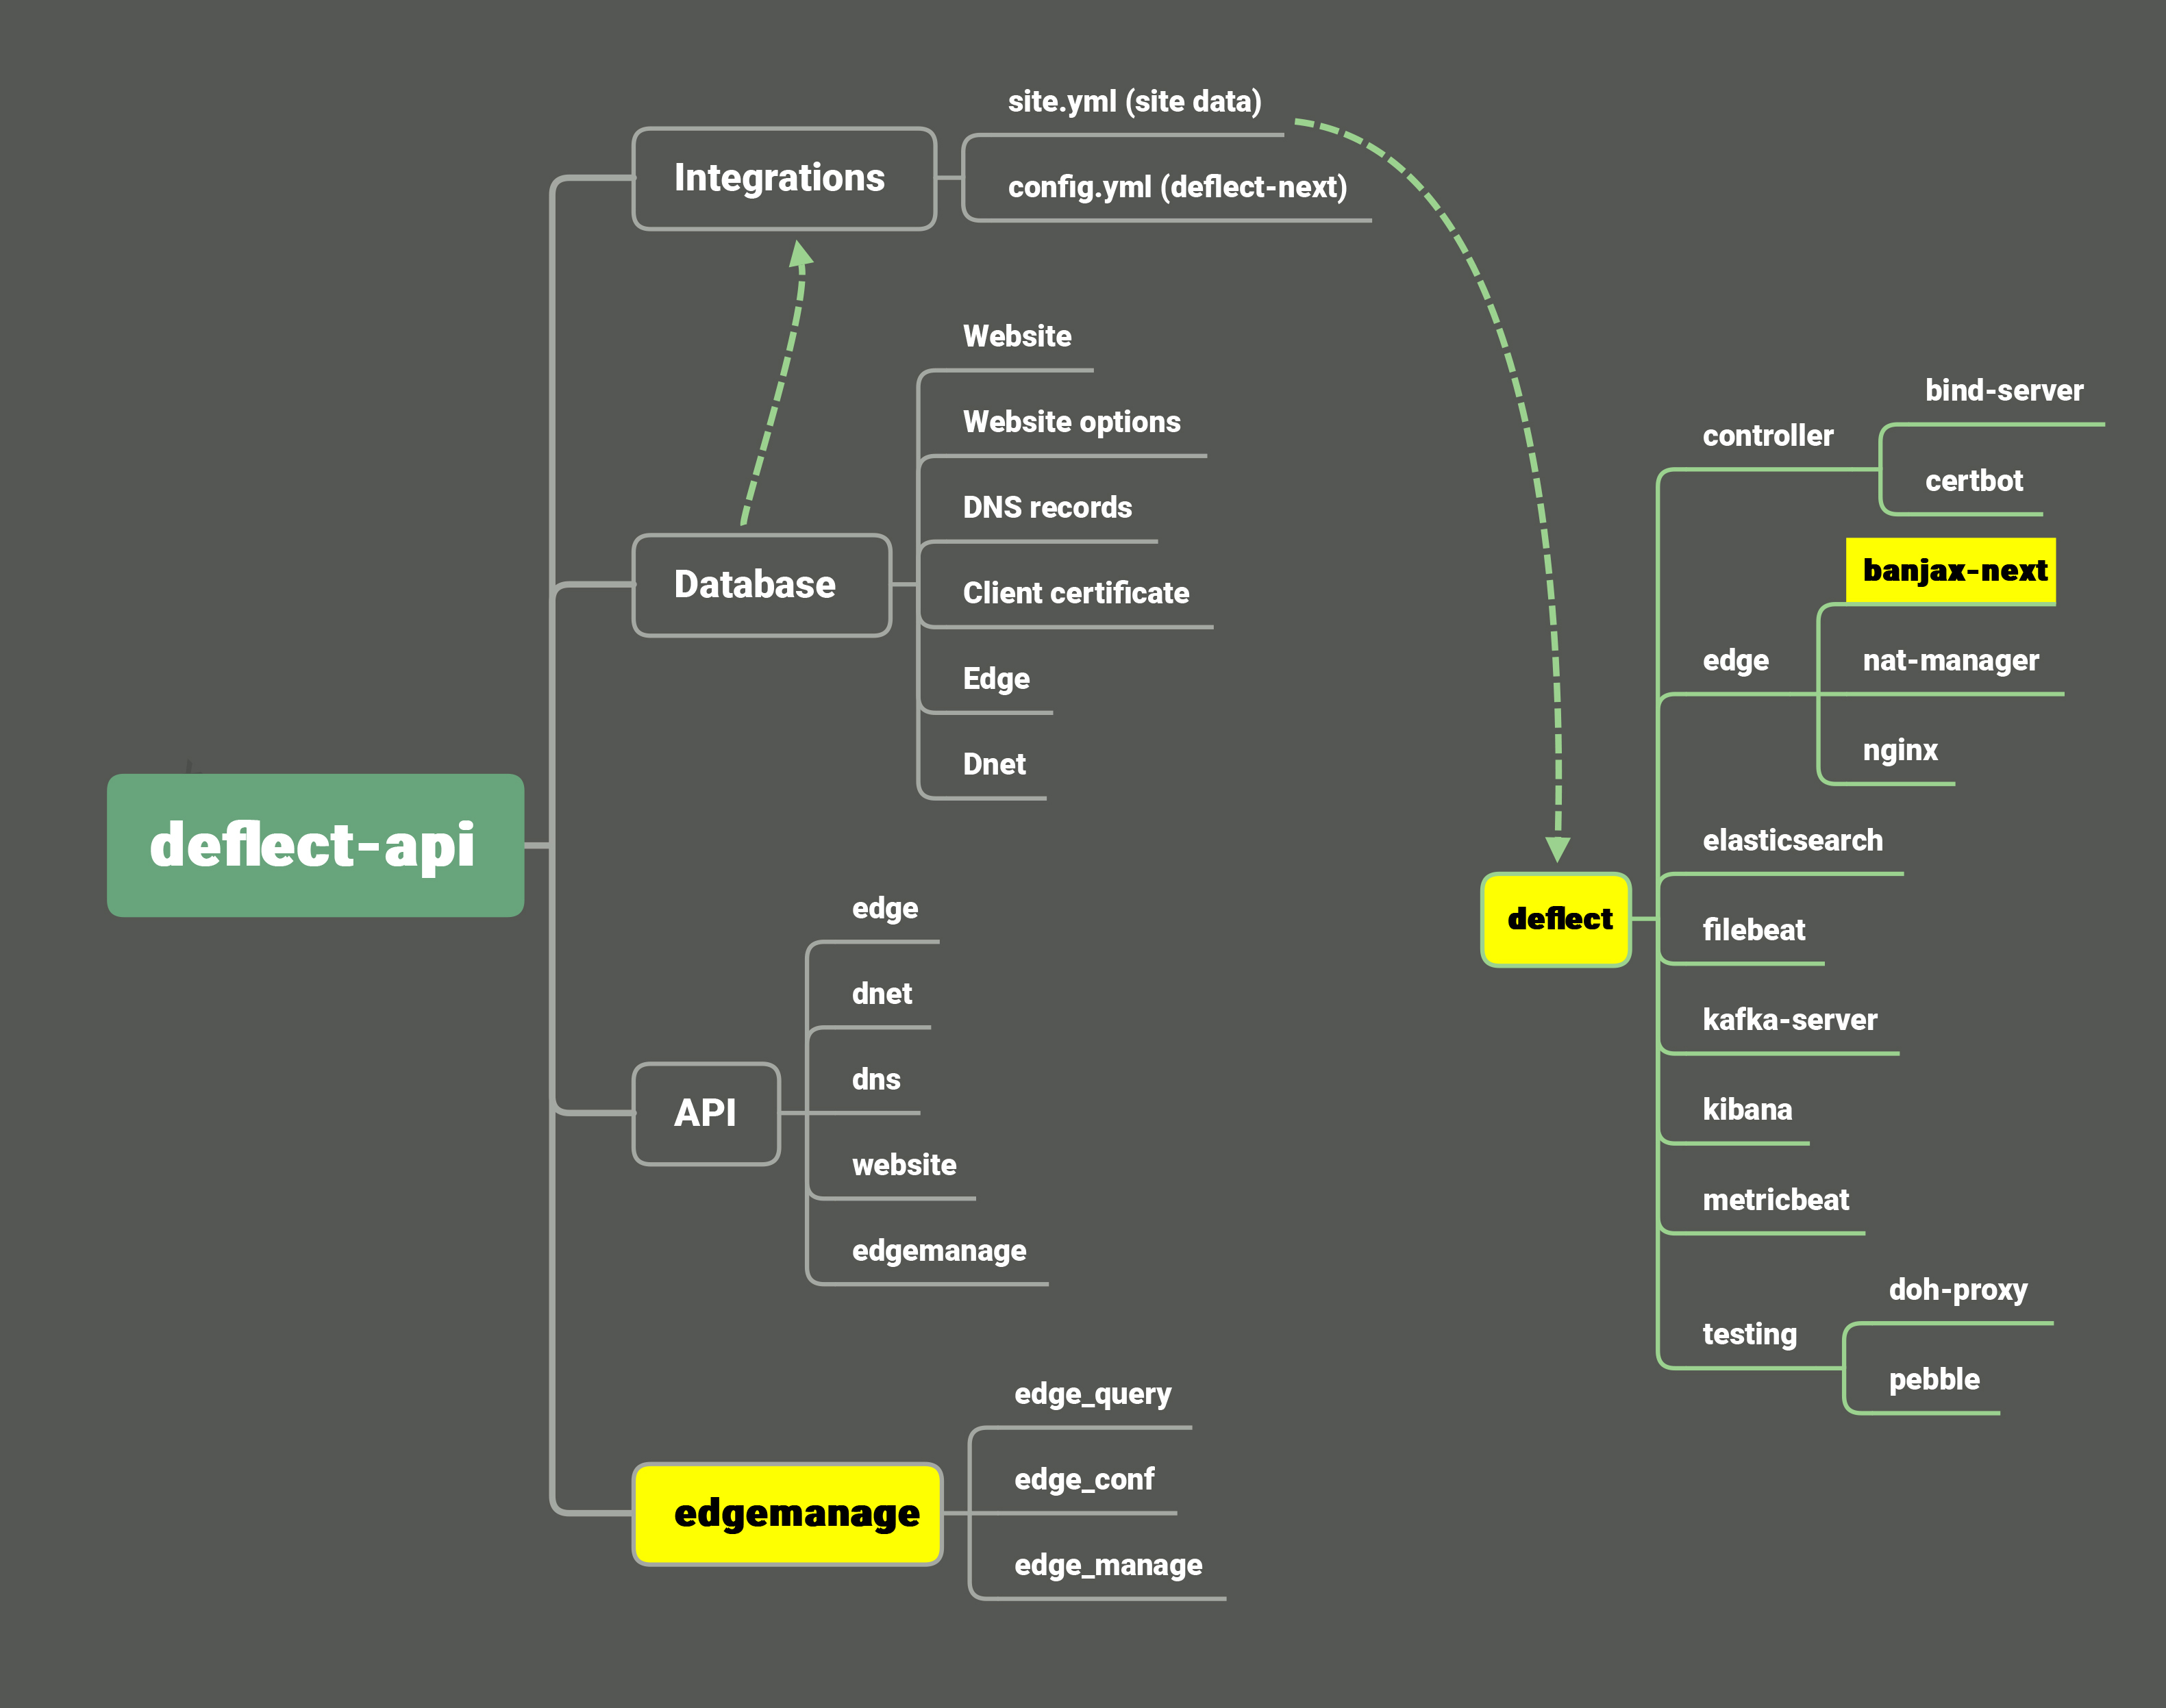 site.yml (site data)
Integrations
config.yml (deflect-next)
Website
Website options
DNS records
Database
Client certificate
Edge
Dnet
deflect-api
edge
dnet
dns
API
website
edgemanage
edge_query
edge_conf
edgemanage
edge_manage
bind-server
controller
certbot
banjax-next
edge
nat-manager
nginx
elasticsearch
deflect
filebeat
kafka-server
kibana
metricbeat
doh-proxy
testing
pebble